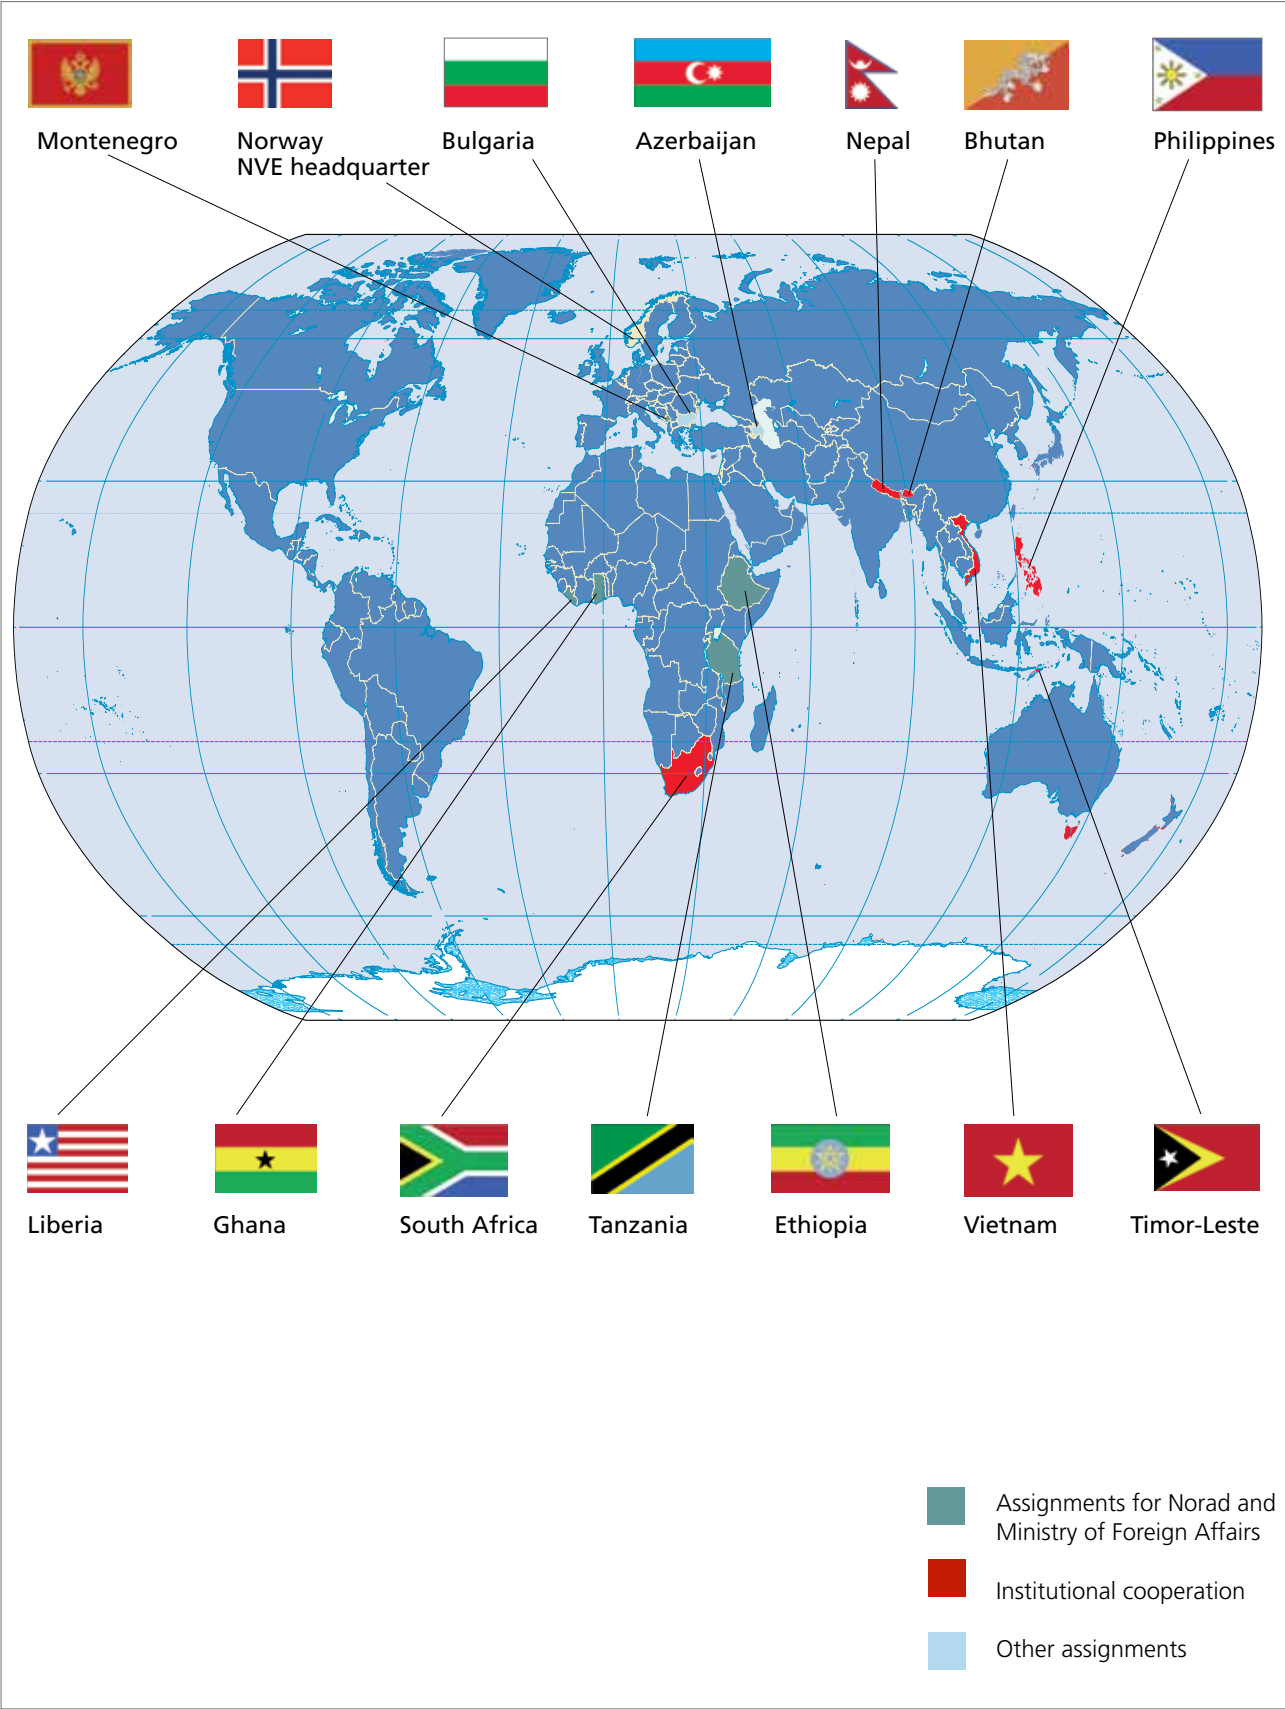 Montenegro
Norway
NVE headquarter
Bulgaria
Azerbaijan
Nepal
Bhutan
Philippines
Liberia
Ghana
South Africa
Tanzania
Ethiopia
Vietnam
Timor-Leste
Assignments for Norad and
Ministry of Foreign Affairs
Institutional cooperation
Other assignments